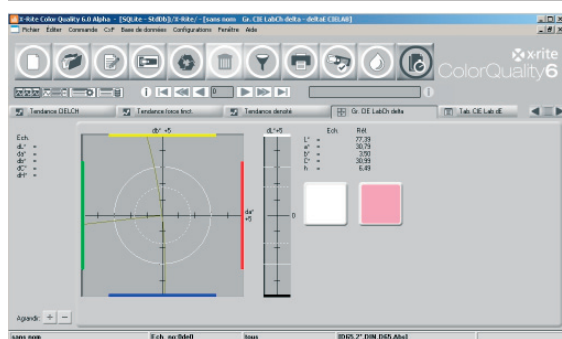 X-Rite Color Quality 6.0 Alpha - [SQLite - StdDb]/X-Rite/ - [sans nom Gr. CIE LabCh-delta - deltaE CIELAB]
Fichier Editer Commande CxF Base de données Configurations Fenêtre Aide
x·rite
ColorQuality6
0
Tendance CIELCH
Tendance force tinct.
Tendance densité
Gr. CIE LabCh delta
Tab. CIE Lab dE
Ech.
dL* =
da* =
db* =
dC* =
dH* =
db* +5
da*
+5
dL*+5
0
Ech. Réf.
L* = 77,39
a* = 30,79
b* = 3,50
C* = 30,99
h = 6,49
Agrandir: + −
sans nom
Ech. no:0de0
tous
[D65,2°,DIN,D65,Abs]